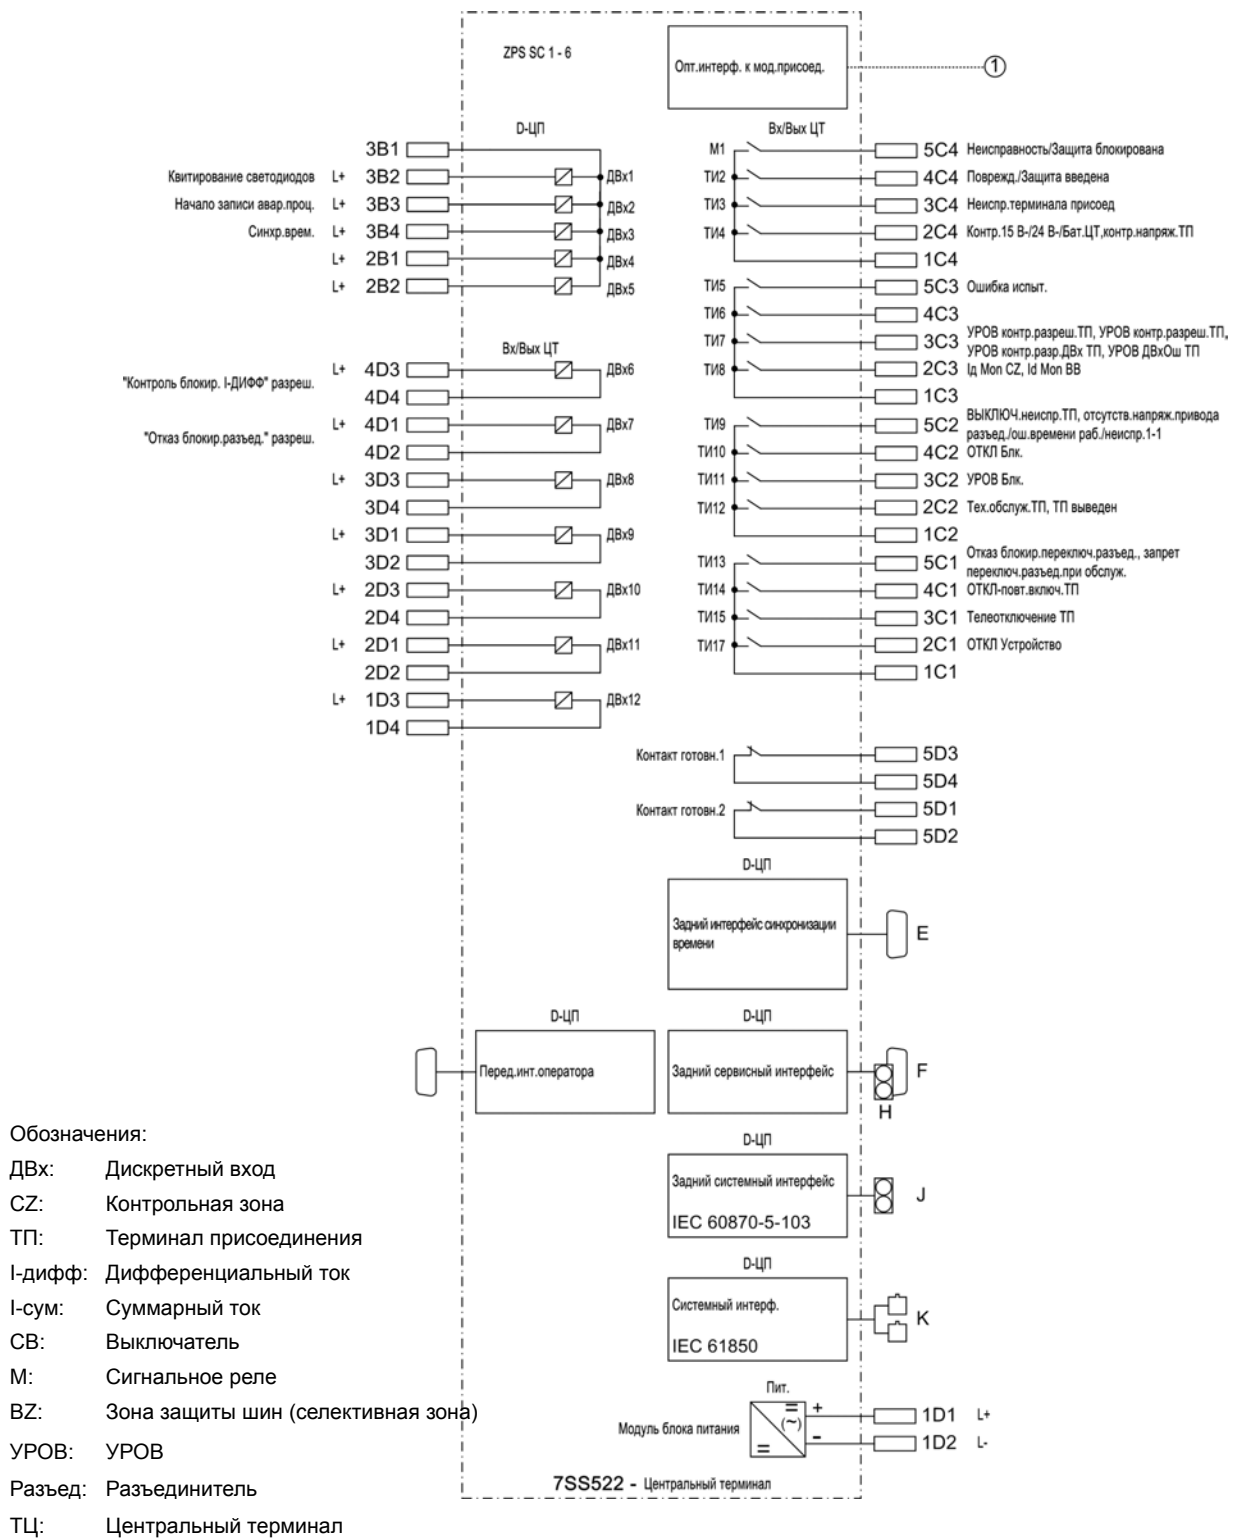 ZPS SC 1 - 6
Опт.интерф. к мод.присоед.
1
D-ЦП
3B1
Квитирование светодиодов L+ 3B2 ДВх1
Начало записи авар.проц. L+ 3B3 ДВх2
Синхр.врем. L+ 3B4 ДВх3
L+ 2B1 ДВх4
L+ 2B2 ДВх5
Вх/Вых ЦТ
L+ 4D3 ДВх6
"Контроль блокир. I-ДИФФ" разреш.
4D4
L+ 4D1 ДВх7
"Отказ блокир.разъед." разреш.
4D2
L+ 3D3 ДВх8
3D4
L+ 3D1 ДВх9
3D2
L+ 2D3 ДВх10
2D4
L+ 2D1 ДВх11
2D2
L+ 1D3 ДВх12
1D4
Вх/Вых ЦТ
М1 5C4 Неисправность/Защита блокирована
ТИ2 4C4 Поврежд./Защита введена
ТИ3 3C4 Неиспр.терминала присоед
ТИ4 2C4 Контр.15 В-/24 В-/Бат.ЦТ,контр.напряж.ТП
1C4
ТИ5 5C3 Ошибка испыт.
ТИ6 4C3
ТИ7 3C3 УРОВ контр.разреш.ТП, УРОВ контр.разреш.ТП,
УРОВ контр.разр.ДВх ТП, УРОВ ДВхОш ТП
ТИ8 2C3 Iд Mon CZ, Id Mon BB
1C3
ТИ9 5C2 ВЫКЛЮЧ.неиспр.ТП, отсутств.напряж.привода
разъед./ош.времени раб./неиспр.1-1
ТИ10 4C2 ОТКЛ Блк.
ТИ11 3C2 УРОВ Блк.
ТИ12 2C2 Тех.обслуж.ТП, ТП выведен
1C2
ТИ13 5C1 Отказ блокир.переключ.разъед., запрет
переключ.разъед.при обслуж.
ТИ14 4C1 ОТКЛ-повт.включ.ТП
ТИ15 3C1 Телеотключение ТП
ТИ17 2C1 ОТКЛ Устройство
1C1
Контакт готовн.1 5D3
5D4
Контакт готовн.2 5D1
5D2
D-ЦП
Задний интерфейс синхронизации
времени
E
D-ЦП
Перед.инт.оператора
D-ЦП
Задний сервисный интерфейс
F
H
D-ЦП
Задний системный интерфейс
IEC 60870-5-103
J
D-ЦП
Системный интерф.
IEC 61850
K
Пит.
Модуль блока питания
=
(~)
=
+ 1D1 L+
- 1D2 L-
7SS522 - Центральный терминал
Обозначения:
ДВх: Дискретный вход
CZ: Контрольная зона
ТП: Терминал присоединения
I-дифф: Дифференциальный ток
I-сум: Суммарный ток
СВ: Выключатель
М: Сигнальное реле
BZ: Зона защиты шин (селективная зона)
УРОВ: УРОВ
Разъед: Разъединитель
ТЦ: Центральный терминал